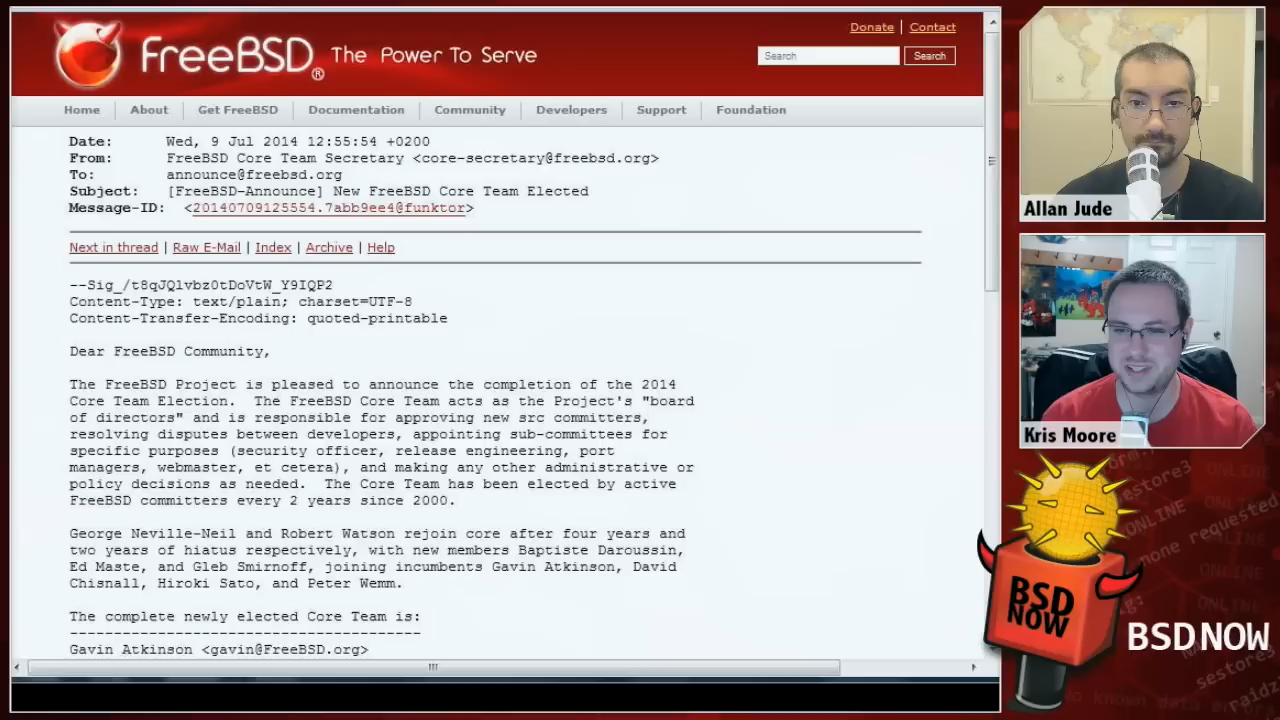 Donate | Contact
FreeBSD® The Power To Serve
Search Search
Home About Get FreeBSD Documentation Community Developers Support Foundation
Date: Wed, 9 Jul 2014 12:55:54 +0200
From: FreeBSD Core Team Secretary <core-secretary@freebsd.org>
To: announce@freebsd.org
Subject: [FreeBSD-Announce] New FreeBSD Core Team Elected
Message-ID: <20140709125554.7abb9ee4@funktor>
Next in thread | Raw E-Mail | Index | Archive | Help
--Sig_/t8qJQlvbz0tDoVtW_Y9IQP2
Content-Type: text/plain; charset=UTF-8
Content-Transfer-Encoding: quoted-printable
Dear FreeBSD Community,
The FreeBSD Project is pleased to announce the completion of the 2014
Core Team Election.  The FreeBSD Core Team acts as the Project's "board
of directors" and is responsible for approving new src committers,
resolving disputes between developers, appointing sub-committees for
specific purposes (security officer, release engineering, port
managers, webmaster, et cetera), and making any other administrative or
policy decisions as needed.  The Core Team has been elected by active
FreeBSD committers every 2 years since 2000.
George Neville-Neil and Robert Watson rejoin core after four years and
two years of hiatus respectively, with new members Baptiste Daroussin,
Ed Maste, and Gleb Smirnoff, joining incumbents Gavin Atkinson, David
Chisnall, Hiroki Sato, and Peter Wemm.
The complete newly elected Core Team is:
----------------------------------------
Gavin Atkinson <gavin@FreeBSD.org>
Allan Jude
Kris Moore
BSD
NOW
BSD NOW